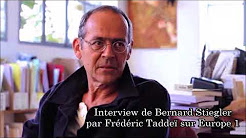 Interview de Bernard Stiegler
par Frédéric Taddeï sur Europe 1